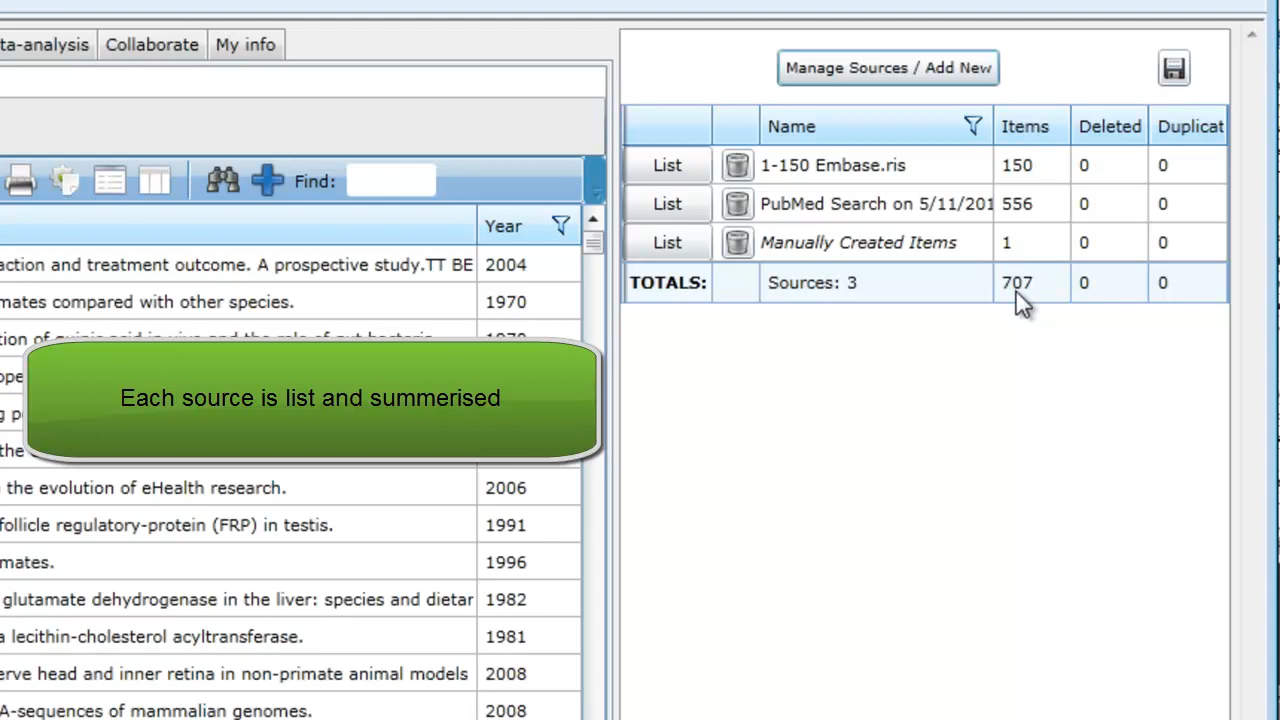 ta-analysis Collaborate My info
Manage Sources / Add New
Find:
Name Items Deleted Duplicat
List 1-150 Embase.ris 150 0 0
List PubMed Search on 5/11/201 556 0 0
List Manually Created Items 1 0 0
TOTALS: Sources: 3 707 0 0
Year
action and treatment outcome. A prospective study.TT BE 2004
mates compared with other species. 1970
Each source is list and summerised
the
the evolution of eHealth research. 2006
follicle regulatory-protein (FRP) in testis. 1991
mates. 1996
glutamate dehydrogenase in the liver: species and dietar 1982
a lecithin-cholesterol acyltransferase. 1981
erve head and inner retina in non-primate animal models 2008
A-sequences of mammalian genomes. 2008